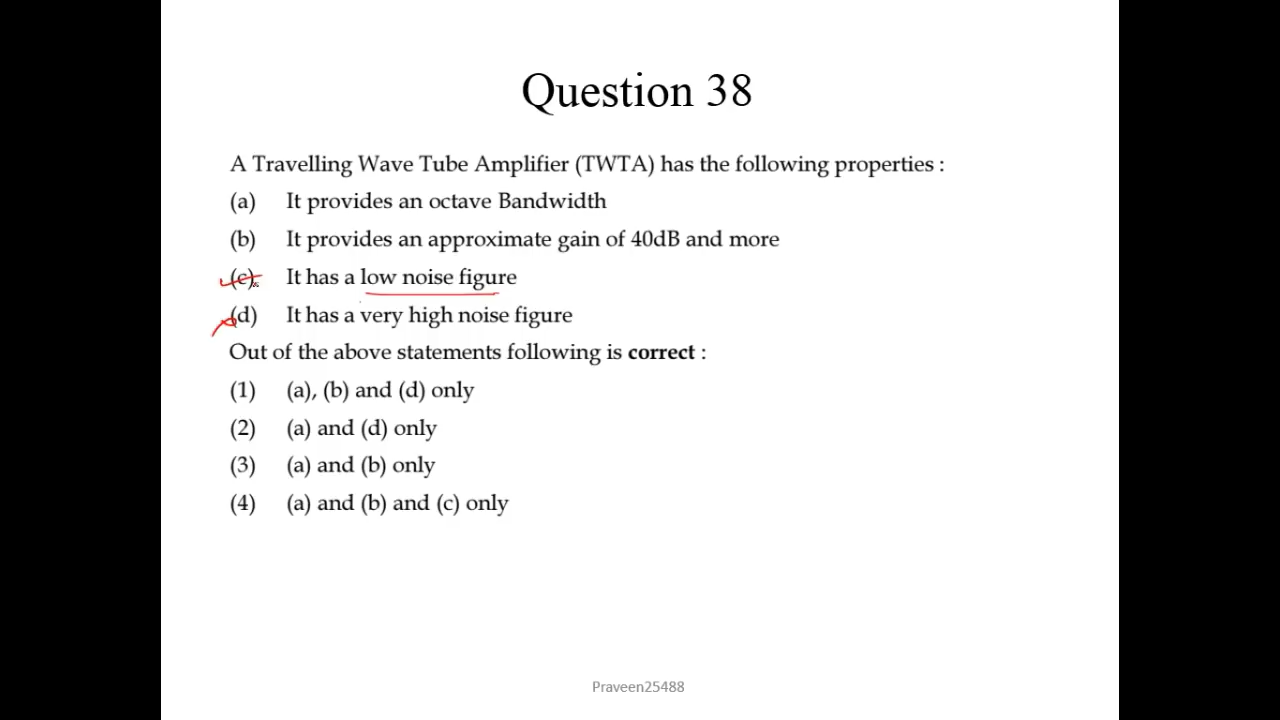 Question 38
A Travelling Wave Tube Amplifier (TWTA) has the following properties :
(a) It provides an octave Bandwidth
(b) It provides an approximate gain of 40dB and more
(c) It has a low noise figure
(d) It has a very high noise figure
Out of the above statements following is correct :
(1) (a), (b) and (d) only
(2) (a) and (d) only
(3) (a) and (b) only
(4) (a) and (b) and (c) only
Praveen25488